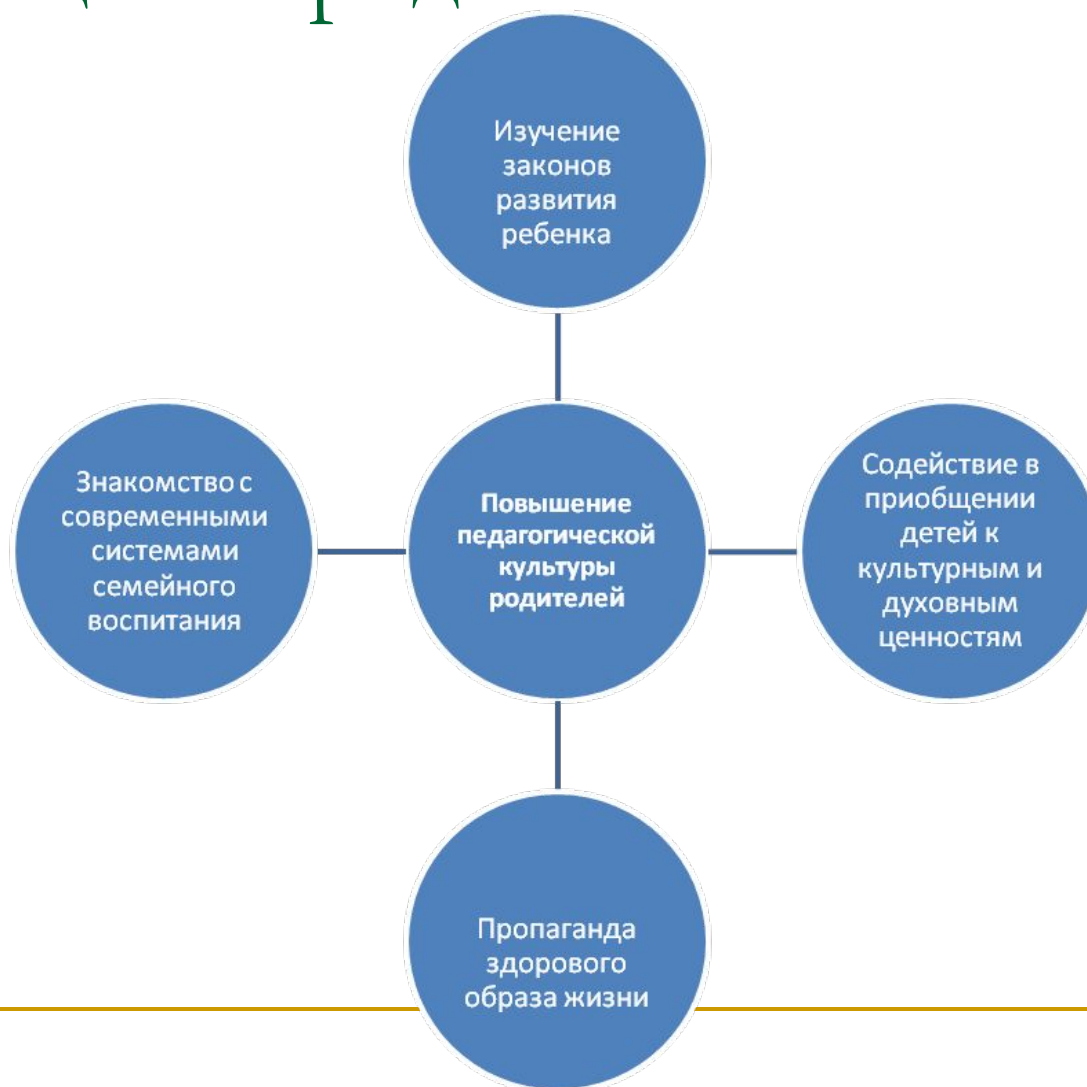 Изучение
законов
развития
ребенка
Знакомство с
современными
системами
семейного
воспитания
Повышение
педагогической
культуры
родителей
Содействие в
приобщении
детей к
культурным и
духовным
ценностям
Пропаганда
здорового
образа жизни